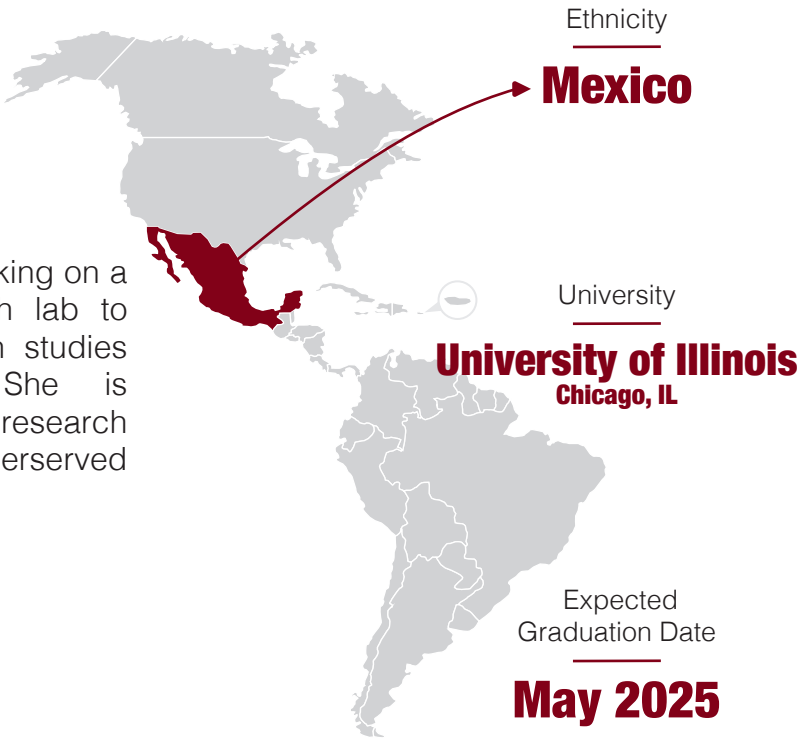 Ethnicity
Mexico
king on a
lab to
studies
She is
research
erserved
University
University of Illinois
Chicago, IL
Expected
Graduation Date
May 2025